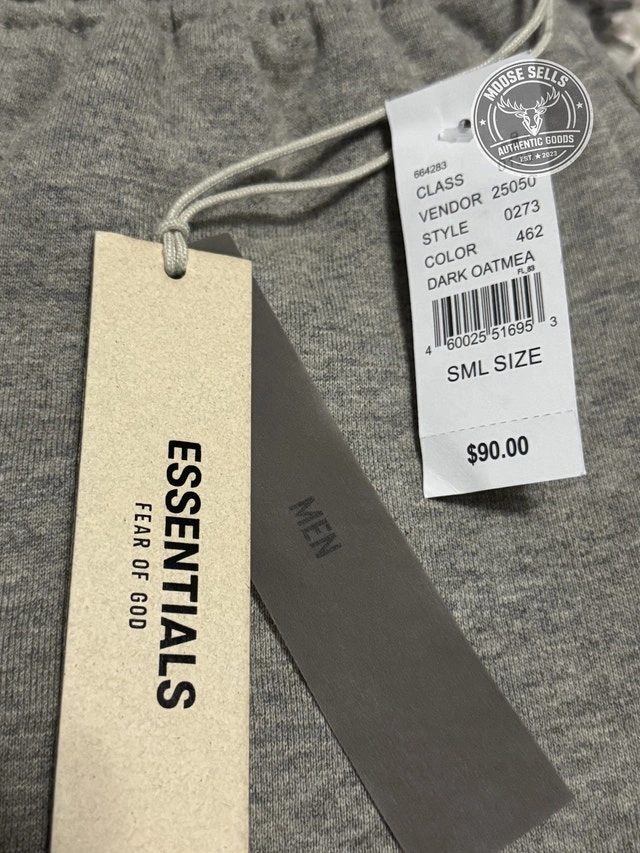 MOOSE SELLS
AUTHENTIC GOODS
EST. ★ 2023
664283
CLASS
VENDOR 25050
STYLE 0273
COLOR 462
DARK OATMEA
FL_83
4 60025 51695 3
SML SIZE
$90.00
ESSENTIALS
FEAR OF GOD
MEN